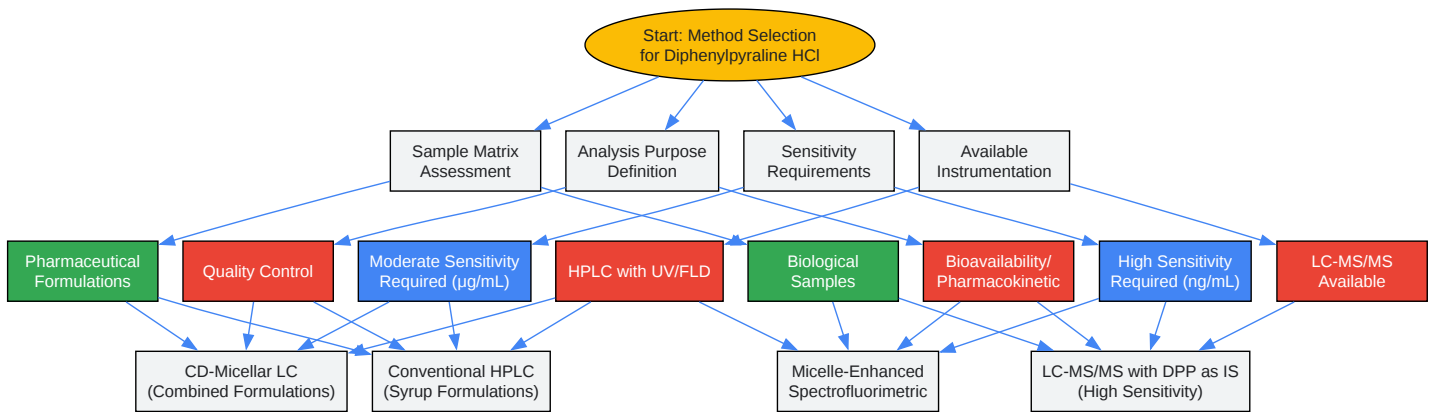 Start: Method Selection
for Diphenylpyraline HCl
Sample Matrix
Assessment
Analysis Purpose
Definition
Sensitivity
Requirements
Available
Instrumentation
Pharmaceutical
Formulations
Quality Control
Moderate Sensitivity
Required (μg/mL)
HPLC with UV/FLD
Biological
Samples
Bioavailability/
Pharmacokinetic
High Sensitivity
Required (ng/mL)
LC-MS/MS
Available
CD-Micellar LC
(Combined Formulations)
Conventional HPLC
(Syrup Formulations)
Micelle-Enhanced
Spectrofluorimetric
LC-MS/MS with DPP as IS
(High Sensitivity)